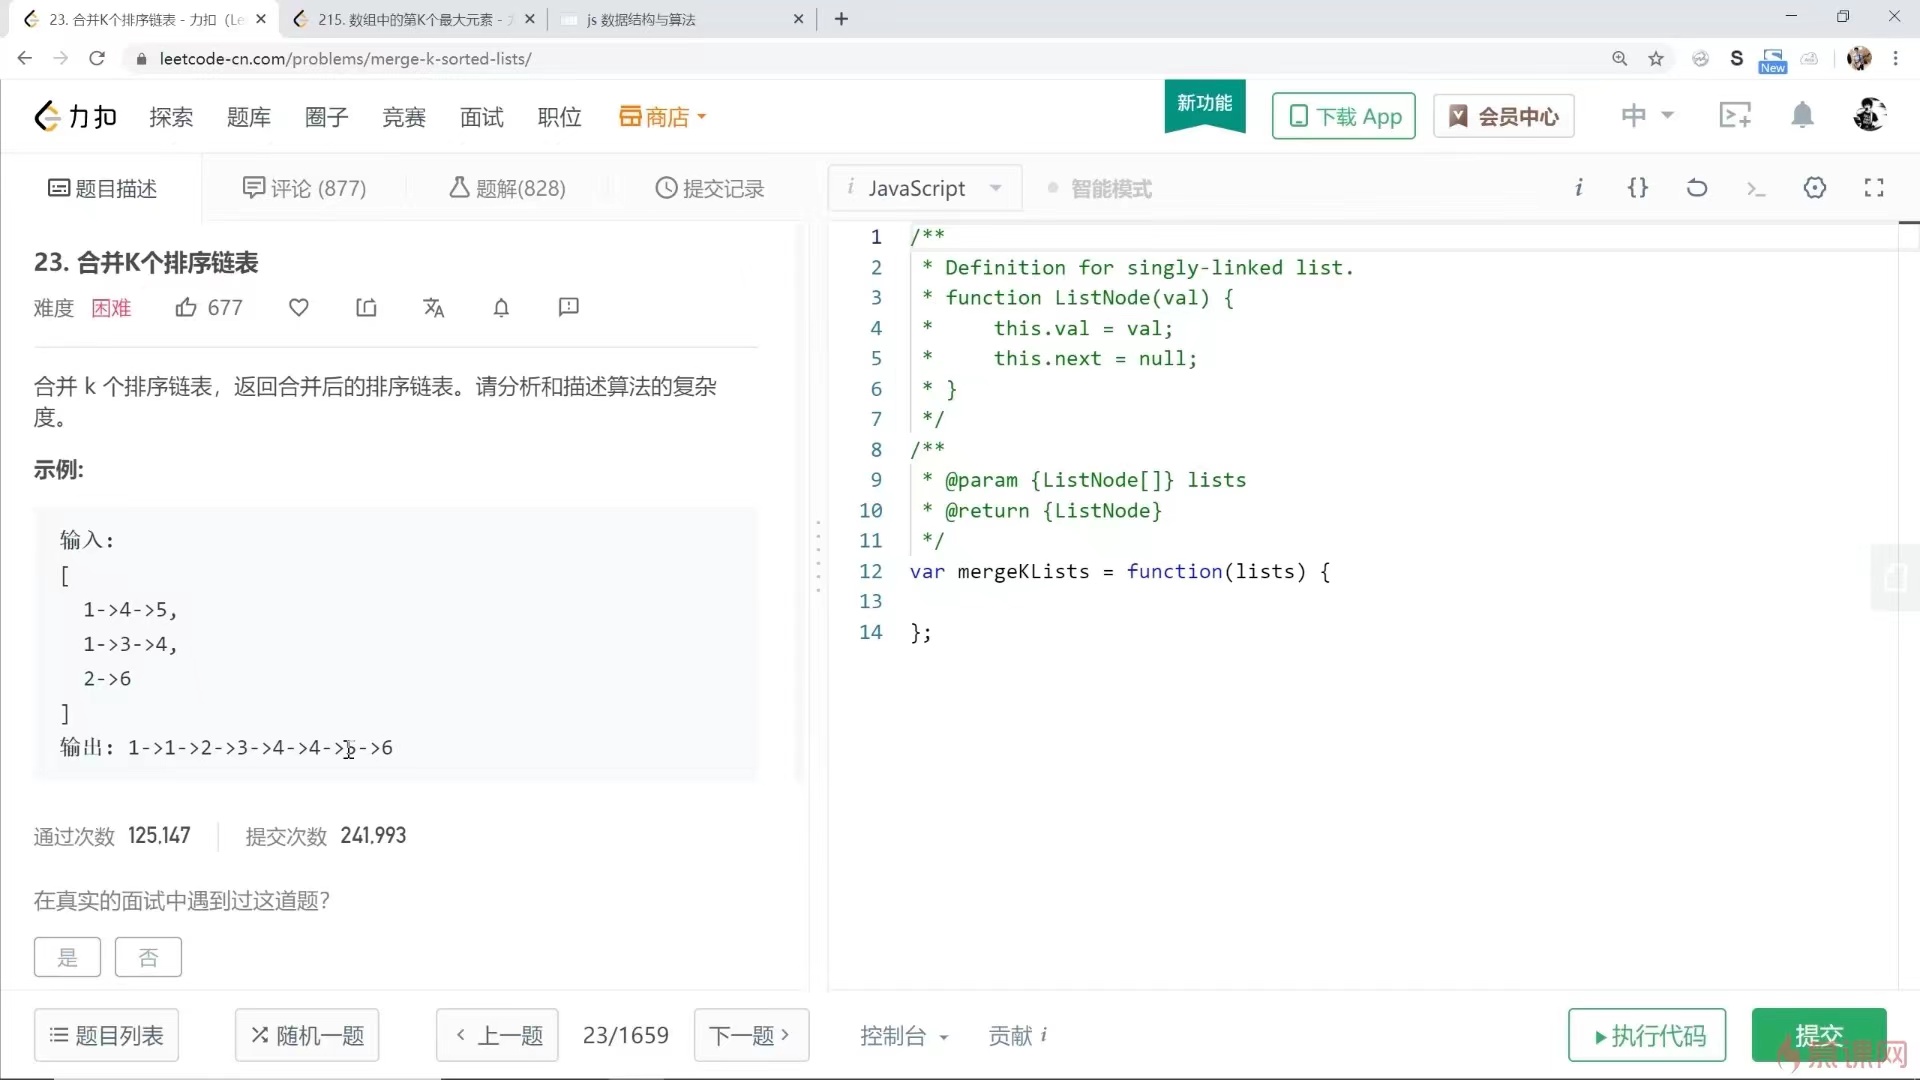 23. 合并K个排序链表 - 力扣（Le
215. 数组中的第K个最大元素 -
js 数据结构与算法
leetcode-cn.com/problems/merge-k-sorted-lists/
S
New
力扣
探索
题库
圈子
竞赛
面试
职位
商店
新功能
下载 App
会员中心
中
题目描述
评论 (877)
题解(828)
提交记录
i JavaScript
智能模式
i {} >_
23. 合并K个排序链表
难度 困难 677
合并 k 个排序链表，返回合并后的排序链表。请分析和描述算法的复杂
度。
示例:
输入:
[
1->4->5,
1->3->4,
2->6
]
输出: 1->1->2->3->4->4->5->6
通过次数 125,147
提交次数 241,993
在真实的面试中遇到过这道题?
是
否
1 /**
2 * Definition for singly-linked list.
3 * function ListNode(val) {
4 *     this.val = val;
5 *     this.next = null;
6 * }
7 */
8 /**
9 * @param {ListNode[]} lists
10 * @return {ListNode}
11 */
12 var mergeKLists = function(lists) {
13
14 };
题目列表
随机一题
上一题
23/1659
下一题
控制台
贡献 i
执行代码
提交
慕课网